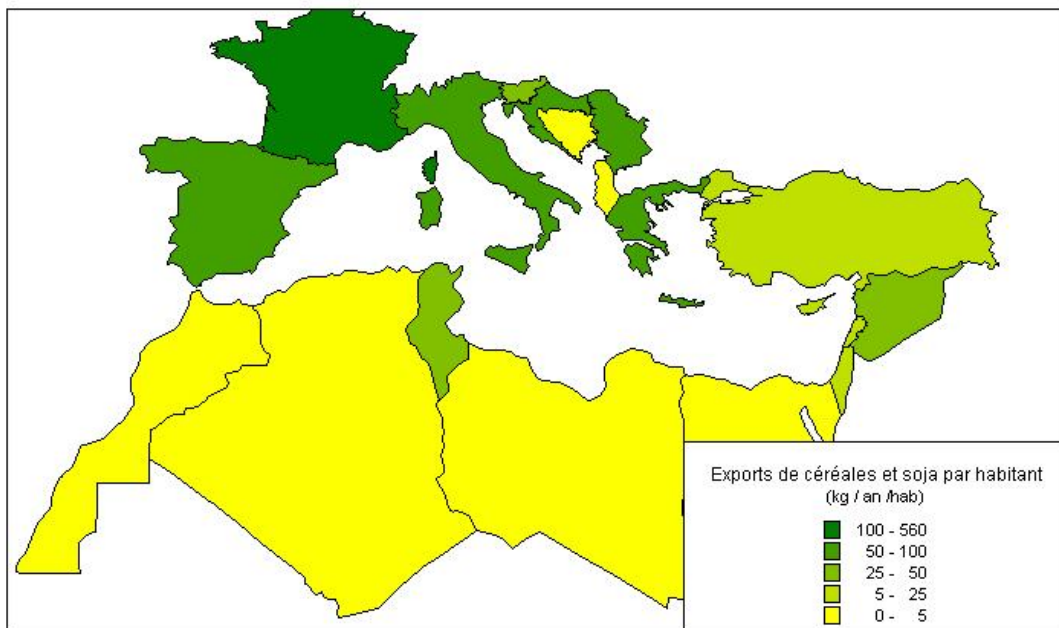 Exports de céréales et soja par habitant
(kg / an /hab)
100 - 560
50 - 100
25 - 50
5 - 25
0 - 5